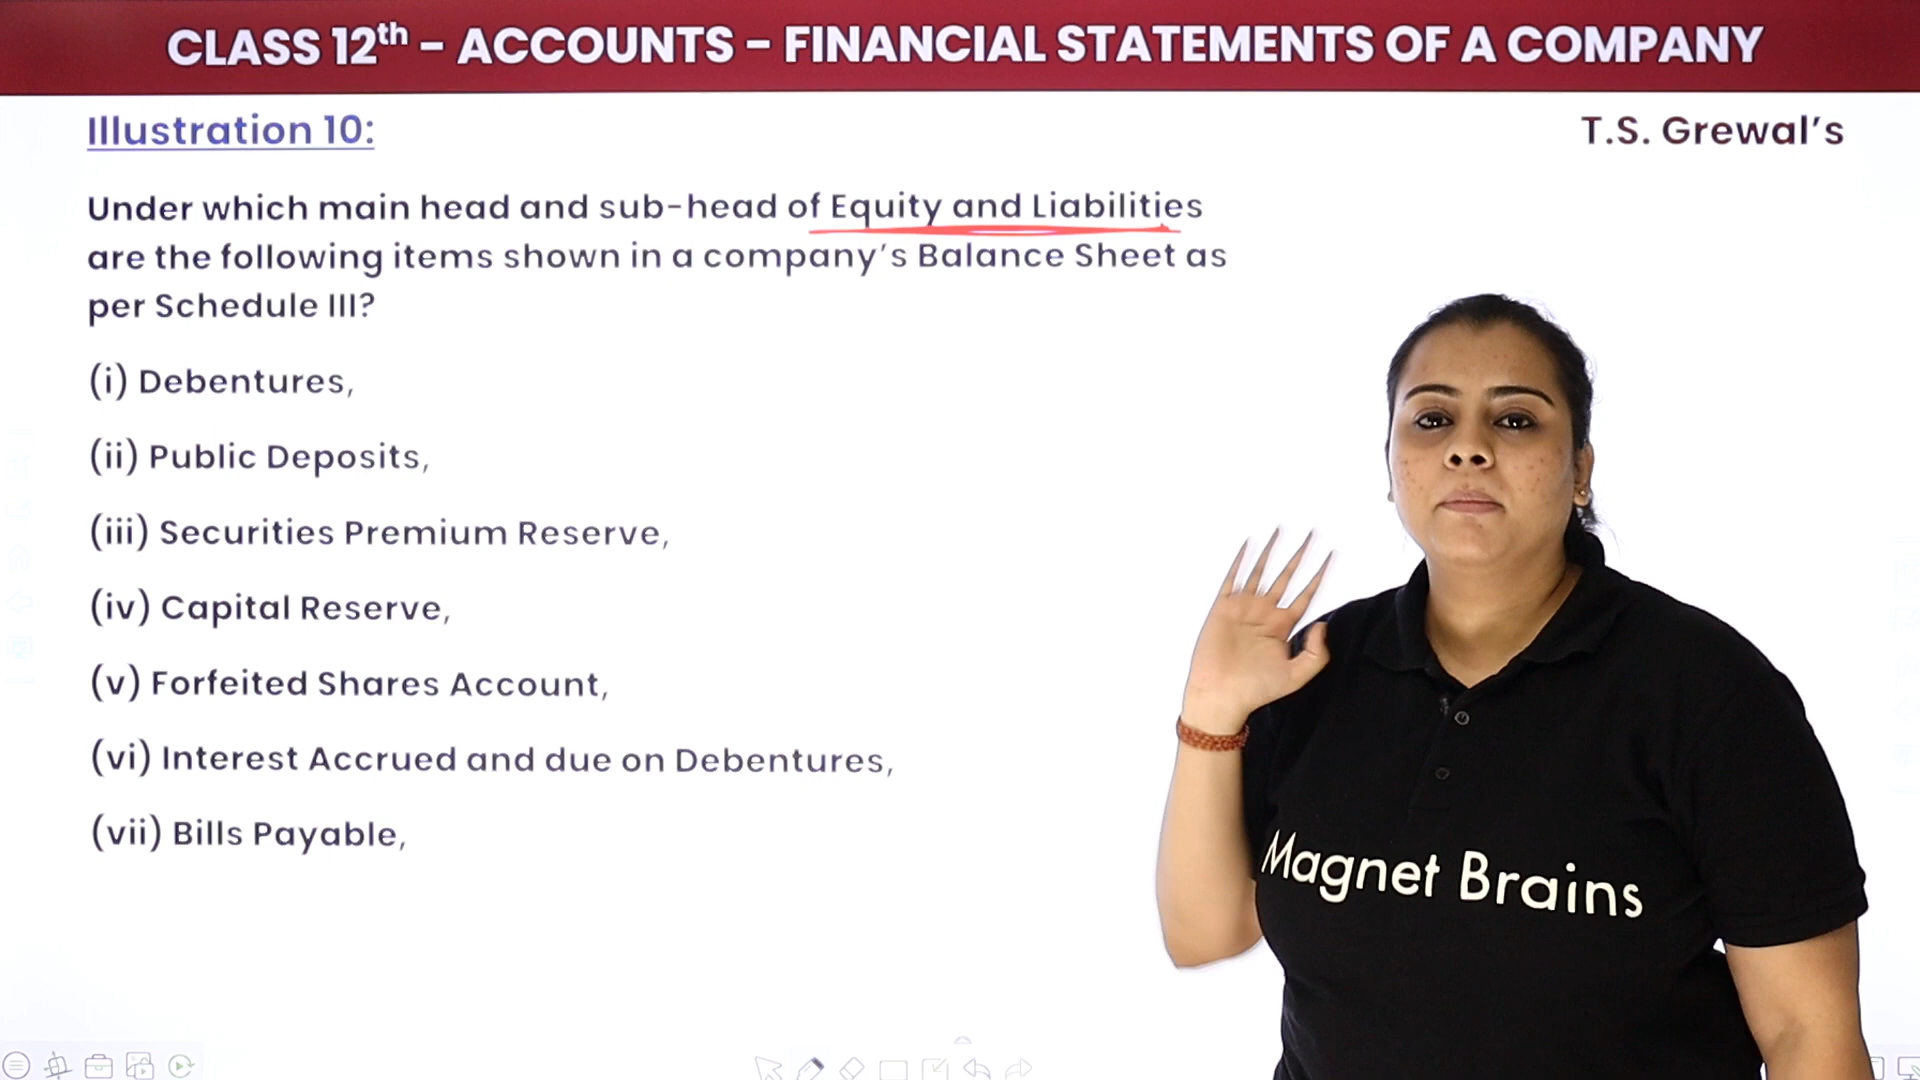 CLASS 12th – ACCOUNTS – FINANCIAL STATEMENTS OF A COMPANY
Illustration 10:
T.S. Grewal’s
Under which main head and sub-head of Equity and Liabilities
are the following items shown in a company’s Balance Sheet as
per Schedule III?
(i) Debentures,
(ii) Public Deposits,
(iii) Securities Premium Reserve,
(iv) Capital Reserve,
(v) Forfeited Shares Account,
(vi) Interest Accrued and due on Debentures,
(vii) Bills Payable,
Magnet Brains